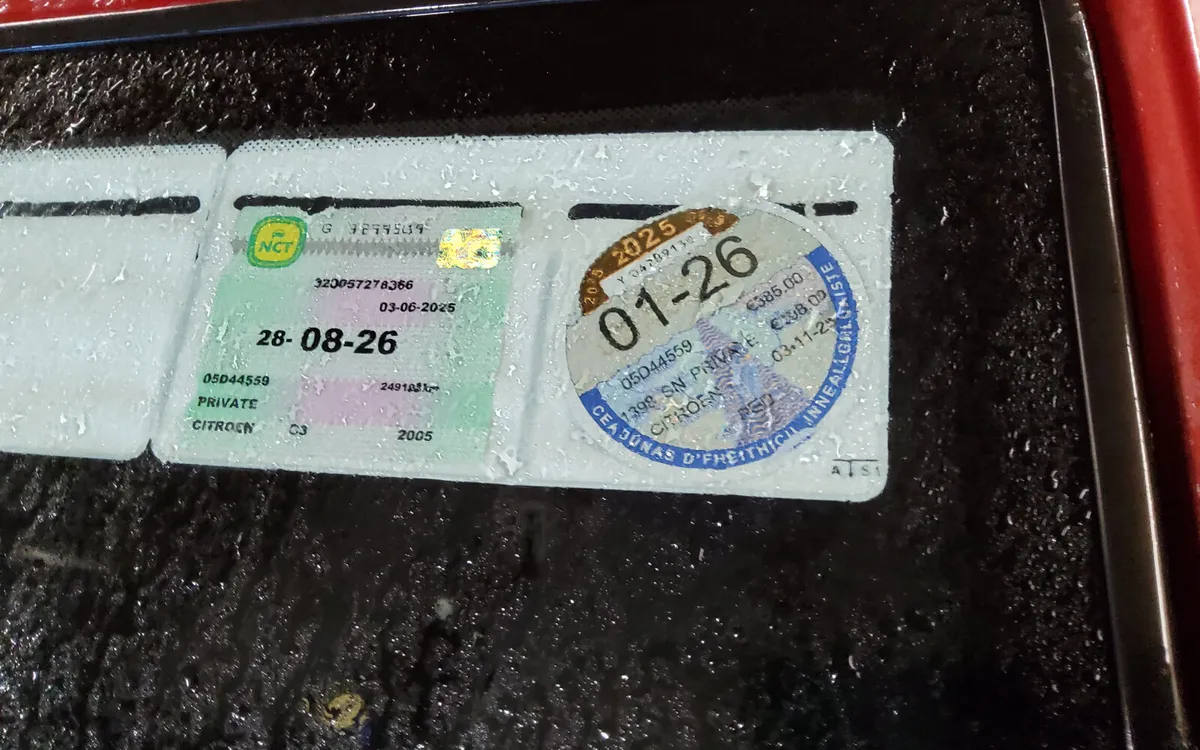 NCT
320057278366
03-06-2025
28-08-26
05D44559
PRIVATE
CITROEN C3 2005
2025
01-26
€385.00
05D44559
1398 SN PRIVATE
CITROEN
03-11-25
CEADÚNAS D'FHEITHICIL INNEALLGHLUAISTE